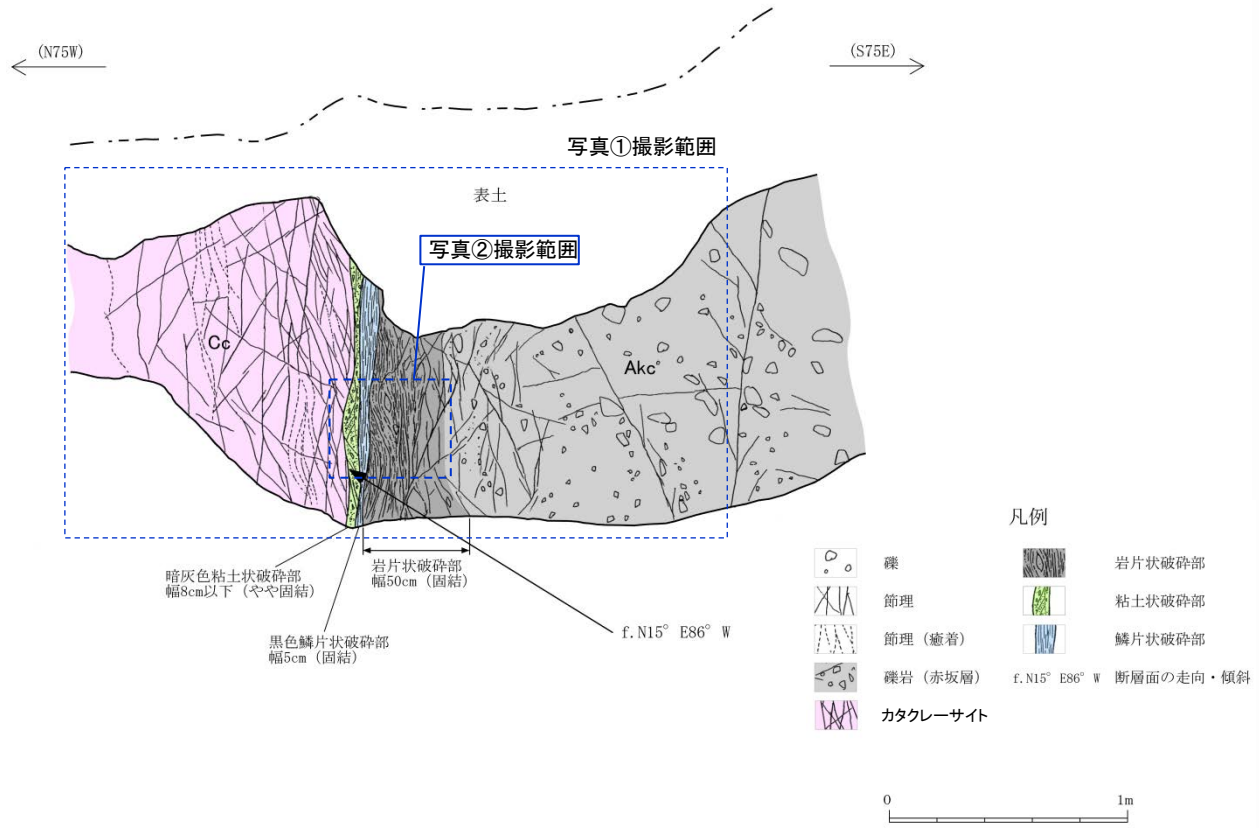 (N75W)
(S75E)
写真①撮影範囲
表土
写真②撮影範囲
Cc
Akc°
暗灰色粘土状破砕部
幅8cm以下（やや固結）
岩片状破砕部
幅50cm（固結）
黒色鱗片状破砕部
幅5cm（固結）
f.N15° E86° W
凡例
礫
岩片状破砕部
節理
粘土状破砕部
節理（癒着）
鱗片状破砕部
礫岩（赤坂層）
f.N15° E86° W 断層面の走向・傾斜
カタクレーサイト
0 1m